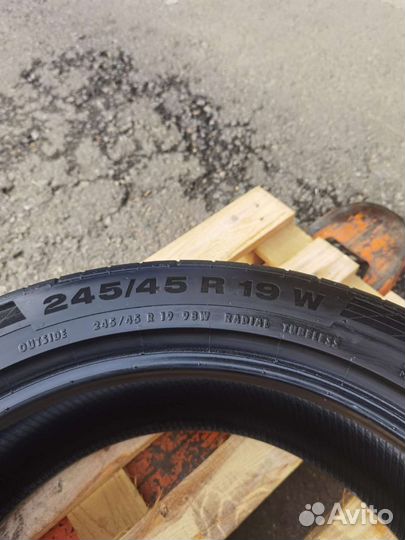 245/45 R 19 W
OUTSIDE 245/45 R 19 98W RADIAL TUBELESS
Avito